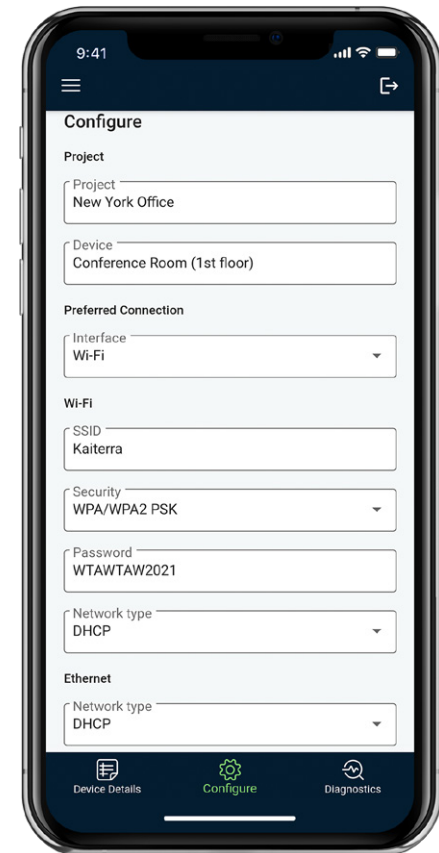 9:41
Configure
Project
Project
New York Office
Device
Conference Room (1st floor)
Preferred Connection
Interface
Wi-Fi
Wi-Fi
SSID
Kaiterra
Security
WPA/WPA2 PSK
Password
WTAWTAW2021
Network type
DHCP
Ethernet
Network type
DHCP
Device Details Configure Diagnostics